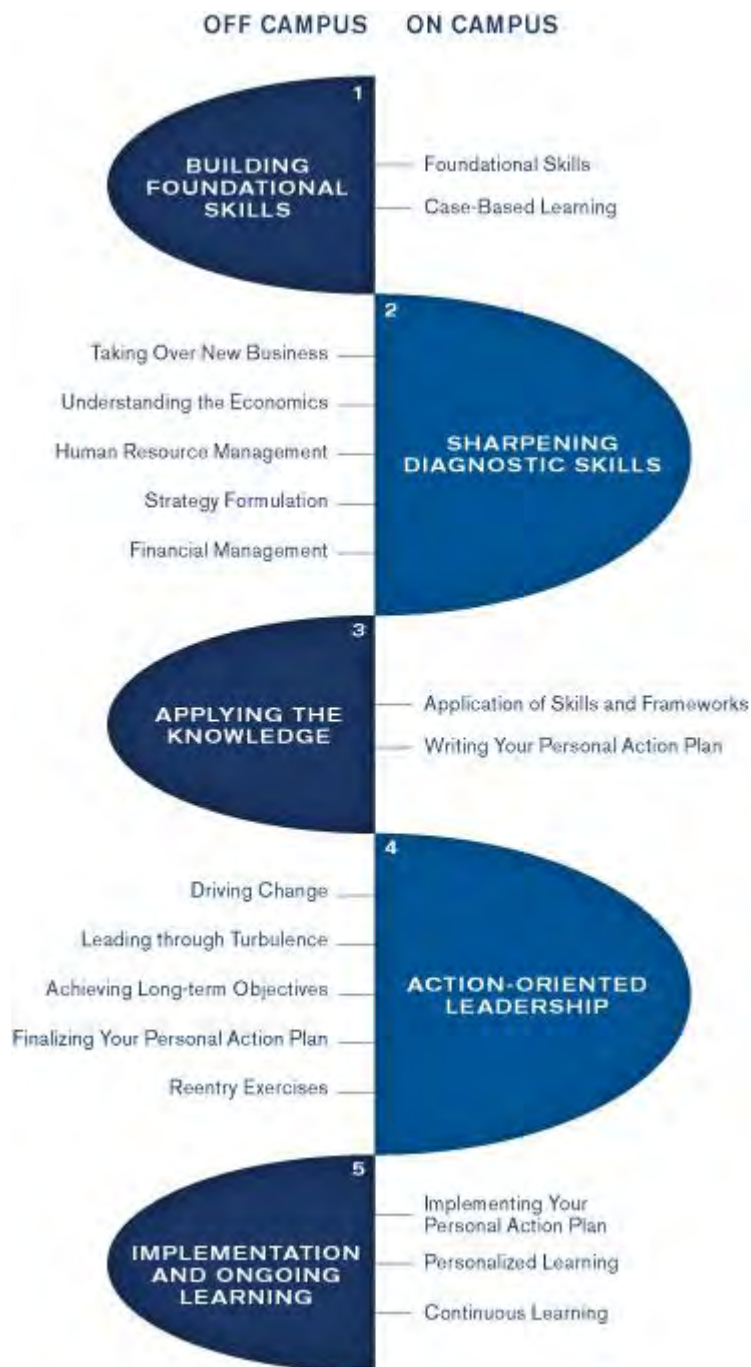 OFF CAMPUS ON CAMPUS
1
BUILDING
FOUNDATIONAL
SKILLS
Foundational Skills
Case-Based Learning
2
Taking Over New Business
Understanding the Economics
Human Resource Management
Strategy Formulation
Financial Management
SHARPENING
DIAGNOSTIC SKILLS
3
APPLYING THE
KNOWLEDGE
Application of Skills and Frameworks
Writing Your Personal Action Plan
4
Driving Change
Leading through Turbulence
Achieving Long-term Objectives
Finalizing Your Personal Action Plan
Reentry Exercises
ACTION-ORIENTED
LEADERSHIP
5
IMPLEMENTATION
AND ONGOING
LEARNING
Implementing Your
Personal Action Plan
Personalized Learning
Continuous Learning